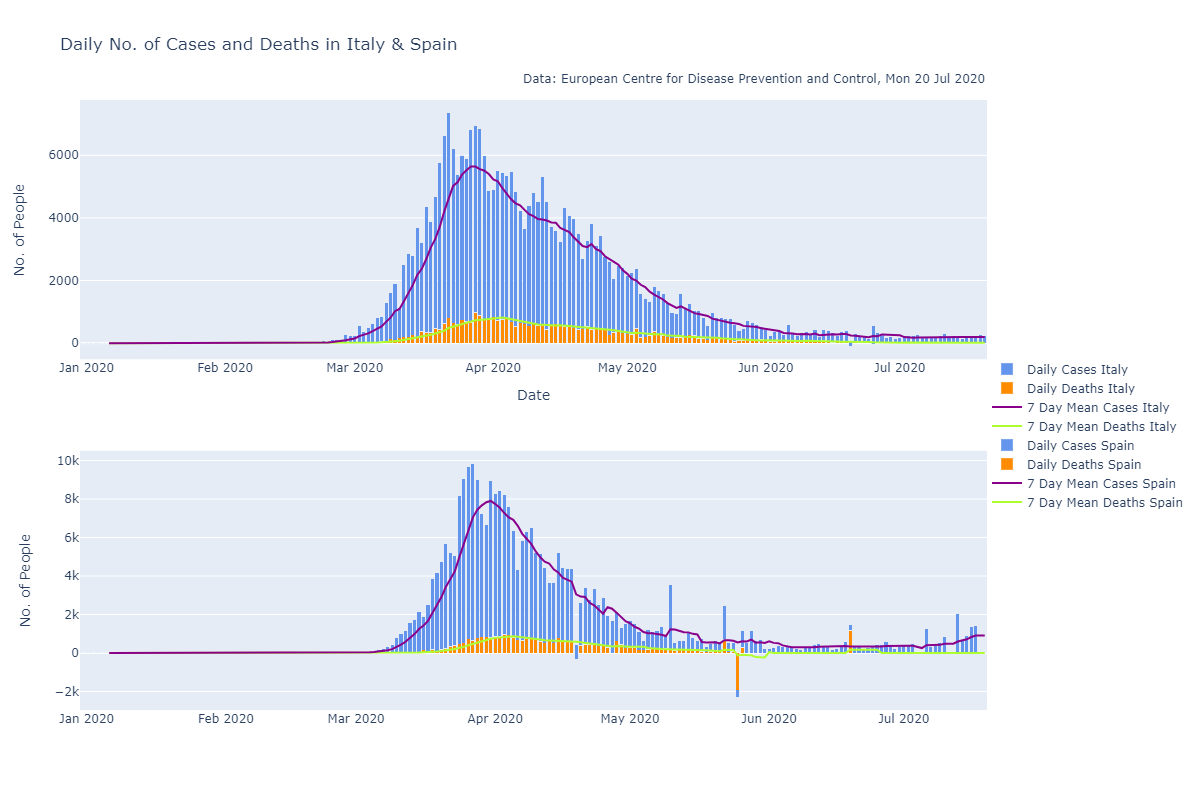 Daily No. of Cases and Deaths in Italy & Spain
Data: European Centre for Disease Prevention and Control, Mon 20 Jul 2020
No. of People
6000
4000
2000
0
Jan 2020 Feb 2020 Mar 2020 Apr 2020 May 2020 Jun 2020 Jul 2020
Date
Daily Cases Italy
Daily Deaths Italy
7 Day Mean Cases Italy
7 Day Mean Deaths Italy
Daily Cases Spain
Daily Deaths Spain
7 Day Mean Cases Spain
7 Day Mean Deaths Spain
No. of People
10k
8k
6k
4k
2k
0
−2k
Jan 2020 Feb 2020 Mar 2020 Apr 2020 May 2020 Jun 2020 Jul 2020